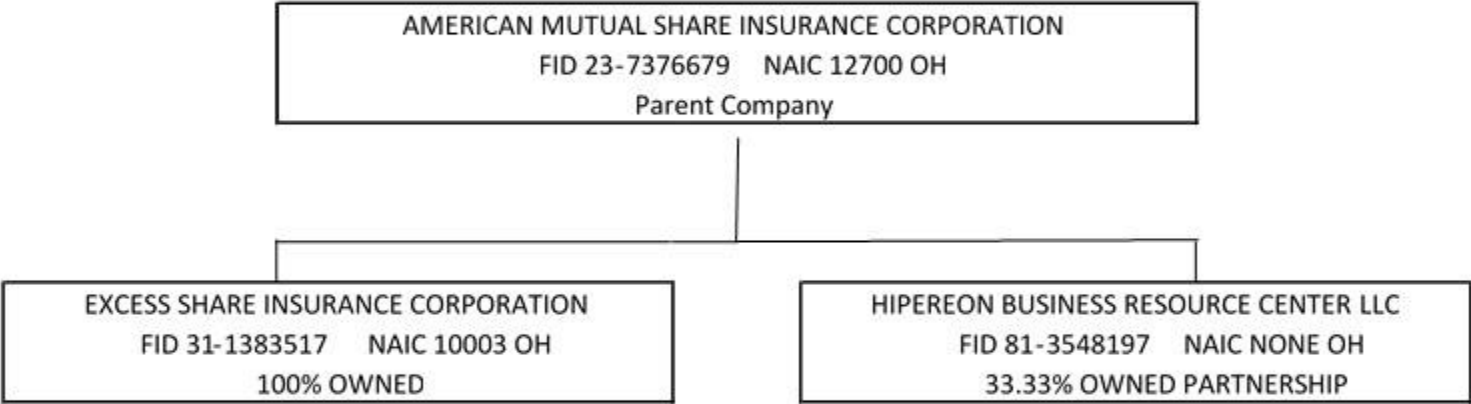 AMERICAN MUTUAL SHARE INSURANCE CORPORATION
FID 23-7376679 NAIC 12700 OH
Parent Company
EXCESS SHARE INSURANCE CORPORATION
FID 31-1383517 NAIC 10003 OH
100% OWNED
HIPEREON BUSINESS RESOURCE CENTER LLC
FID 81-3548197 NAIC NONE OH
33.33% OWNED PARTNERSHIP